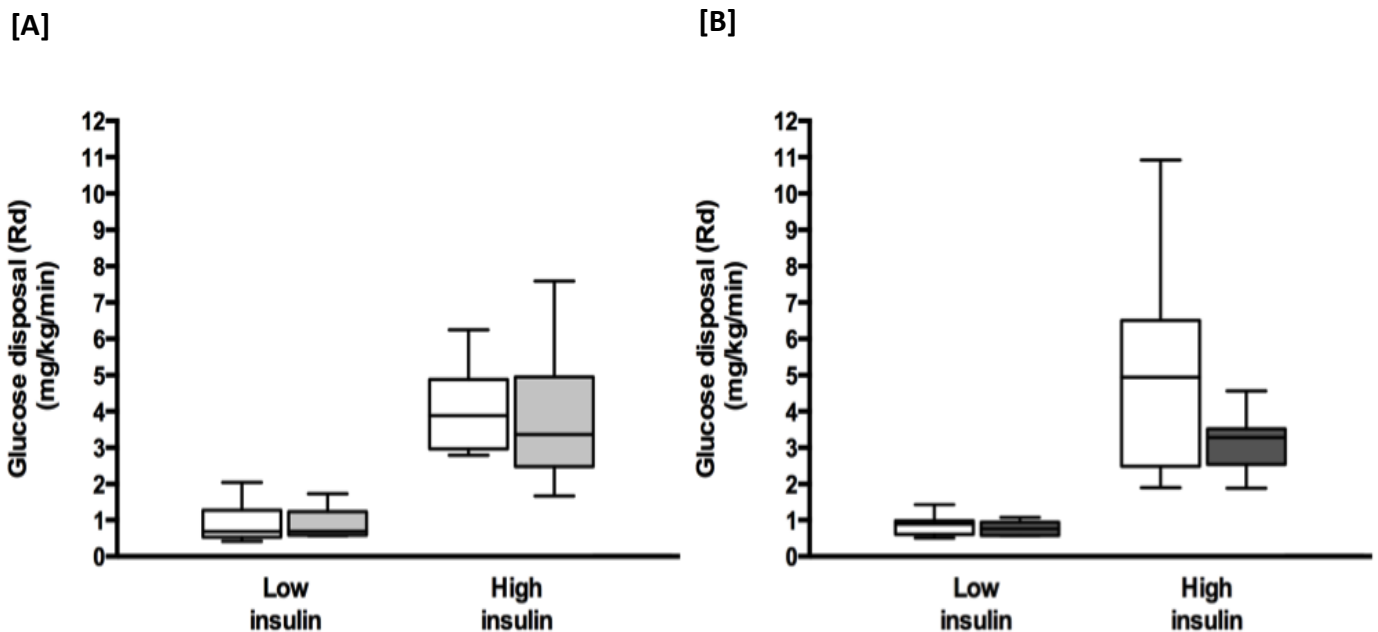 [A]
Glucose disposal (Rd)
(mg/kg/min)
12
11
10
9
8
7
6
5
4
3
2
1
0
Low
insulin
High
insulin
[B]
Glucose disposal (Rd)
(mg/kg/min)
12
11
10
9
8
7
6
5
4
3
2
1
0
Low
insulin
High
insulin